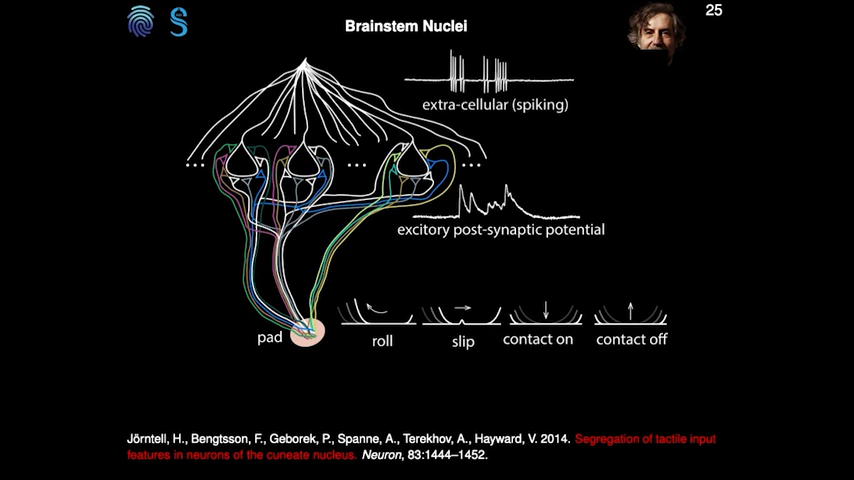 25
Brainstem Nuclei
extra-cellular (spiking)
excitory post-synaptic potential
pad
roll
slip
contact on
contact off
Jörntell, H., Bengtsson, F., Geborek, P., Spanne, A., Terekhov, A., Hayward, V. 2014. Segregation of tactile input
features in neurons of the cuneate nucleus. Neuron, 83:1444–1452.